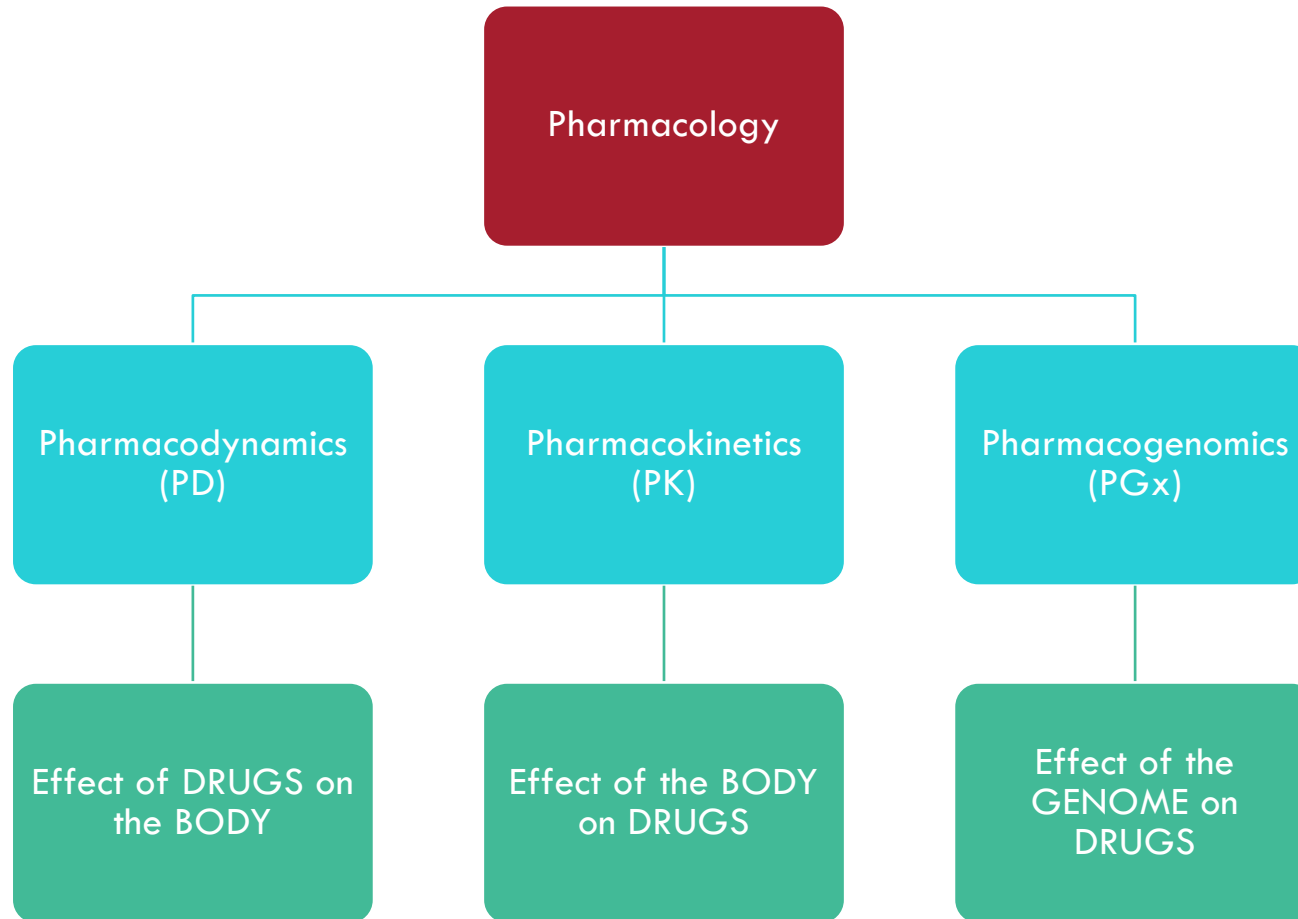 Pharmacology
Pharmacodynamics
(PD)
Pharmacokinetics
(PK)
Pharmacogenomics
(PGx)
Effect of DRUGS on
the BODY
Effect of the BODY
on DRUGS
Effect of the
GENOME on
DRUGS